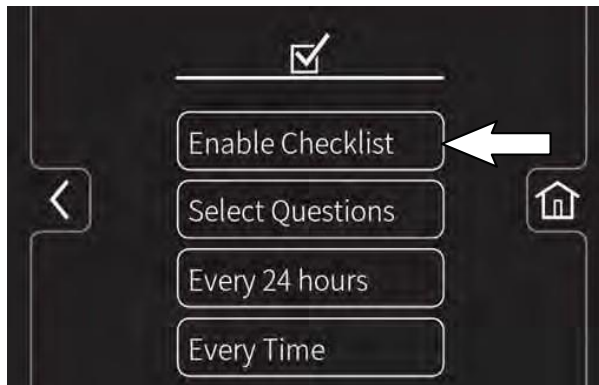 Enable Checklist
Select Questions
Every 24 hours
Every Time